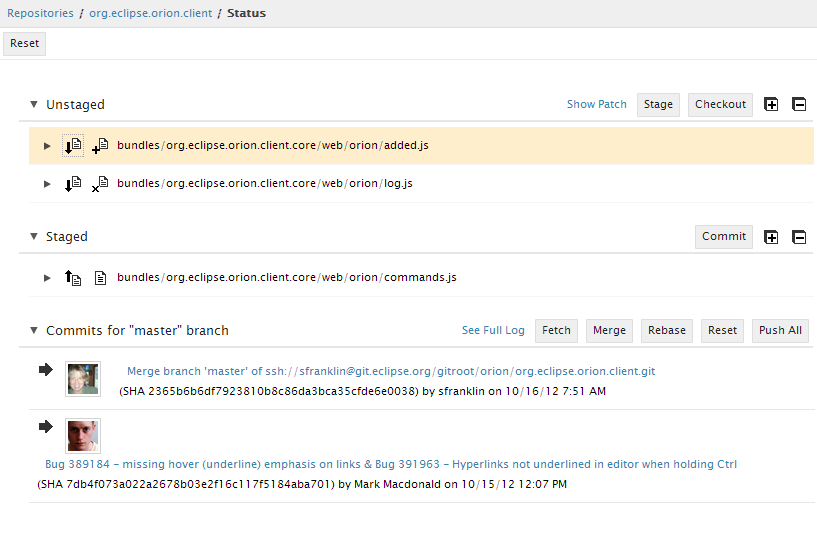 Repositories / org.eclipse.orion.client / Status
Reset
Unstaged Show Patch Stage Checkout
bundles/org.eclipse.orion.client.core/web/orion/added.js
bundles/org.eclipse.orion.client.core/web/orion/log.js
Staged Commit
bundles/org.eclipse.orion.client.core/web/orion/commands.js
Commits for "master" branch See Full Log Fetch Merge Rebase Reset Push All
Merge branch 'master' of ssh://sfranklin@git.eclipse.org/gitroot/orion/org.eclipse.orion.client.git
(SHA 2365b6b6df7923810b8c86da3bca35cfde6e0038) by sfranklin on 10/16/12 7:51 AM
Bug 389184 - missing hover (underline) emphasis on links & Bug 391963 - Hyperlinks not underlined in editor when holding Ctrl
(SHA 7db4f073a022a2678b03e2f16c117f5184aba701) by Mark Macdonald on 10/15/12 12:07 PM